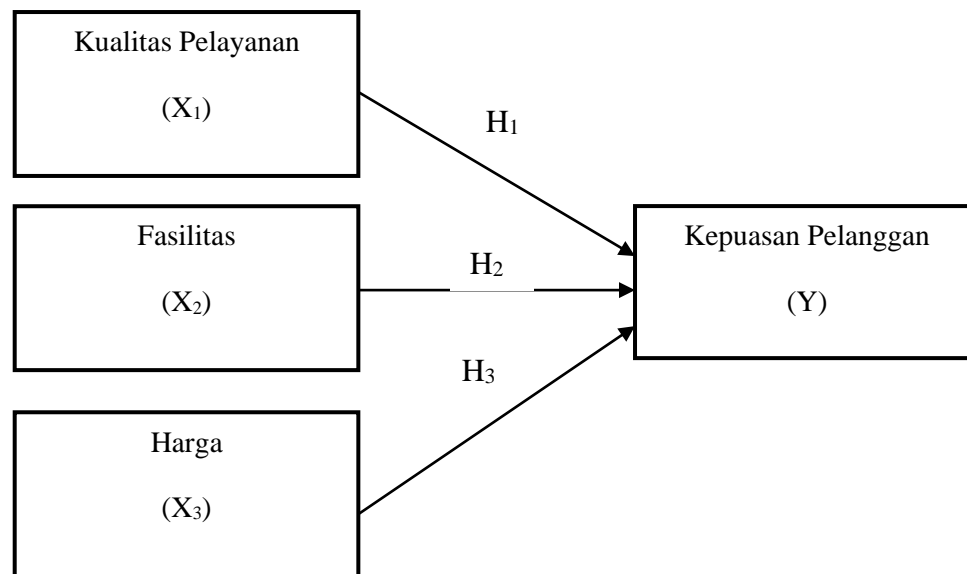 Kualitas Pelayanan
(X₁)
H₁
Fasilitas
(X₂)
H₂
Kepuasan Pelanggan
(Y)
H₃
Harga
(X₃)